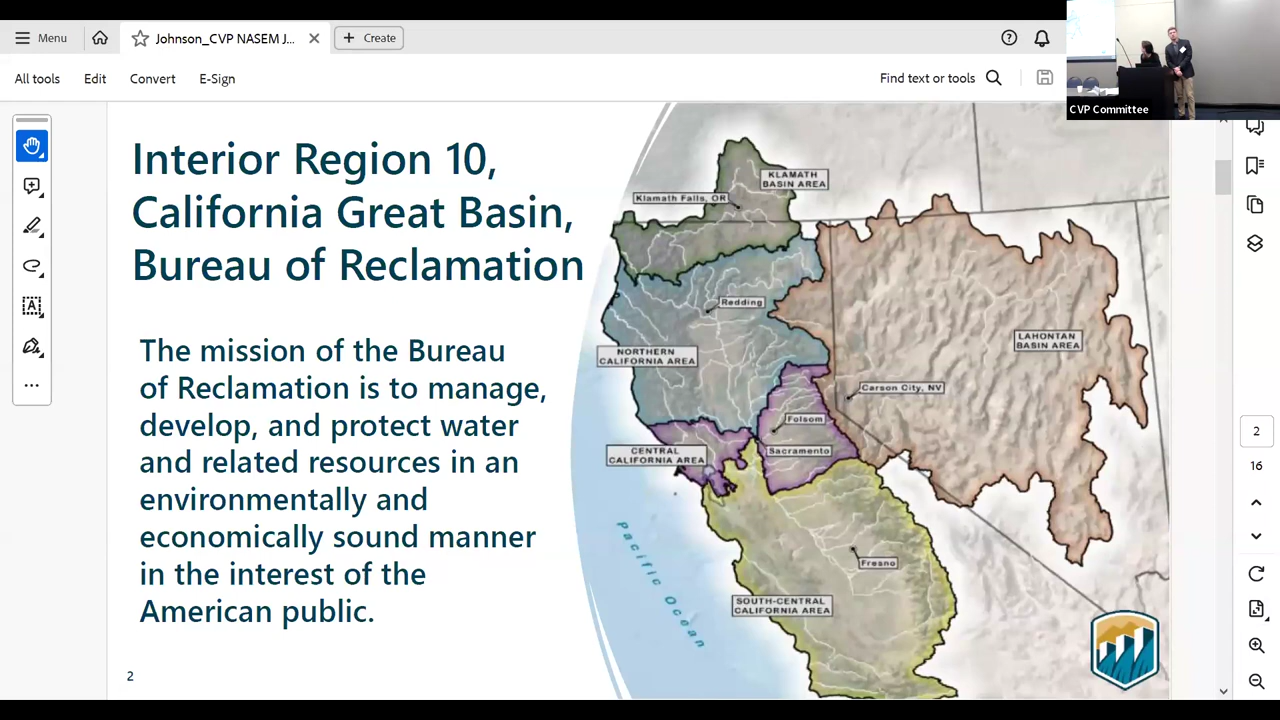 Menu
Johnson_CVP NASEM J...
Create
All tools
Edit
Convert
E-Sign
Find text or tools
CVP Committee
Interior Region 10,
California Great Basin,
Bureau of Reclamation
The mission of the Bureau
of Reclamation is to manage,
develop, and protect water
and related resources in an
environmentally and
economically sound manner
in the interest of the
American public.
2
KLAMATH
BASIN AREA
Klamath Falls, OR
Redding
NORTHERN
CALIFORNIA AREA
LAHONTAN
BASIN AREA
Carson City, NV
Folsom
Sacramento
CENTRAL
CALIFORNIA AREA
Pacific Ocean
Fresno
SOUTH-CENTRAL
CALIFORNIA AREA
2
16